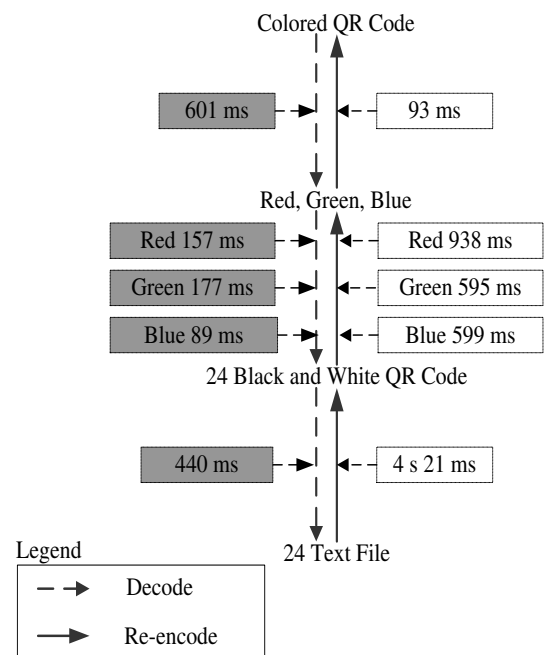 Colored QR Code
601 ms
93 ms
Red, Green, Blue
Red 157 ms
Red 938 ms
Green 177 ms
Green 595 ms
Blue 89 ms
Blue 599 ms
24 Black and White QR Code
440 ms
4 s 21 ms
24 Text File
Legend
Decode
Re-encode